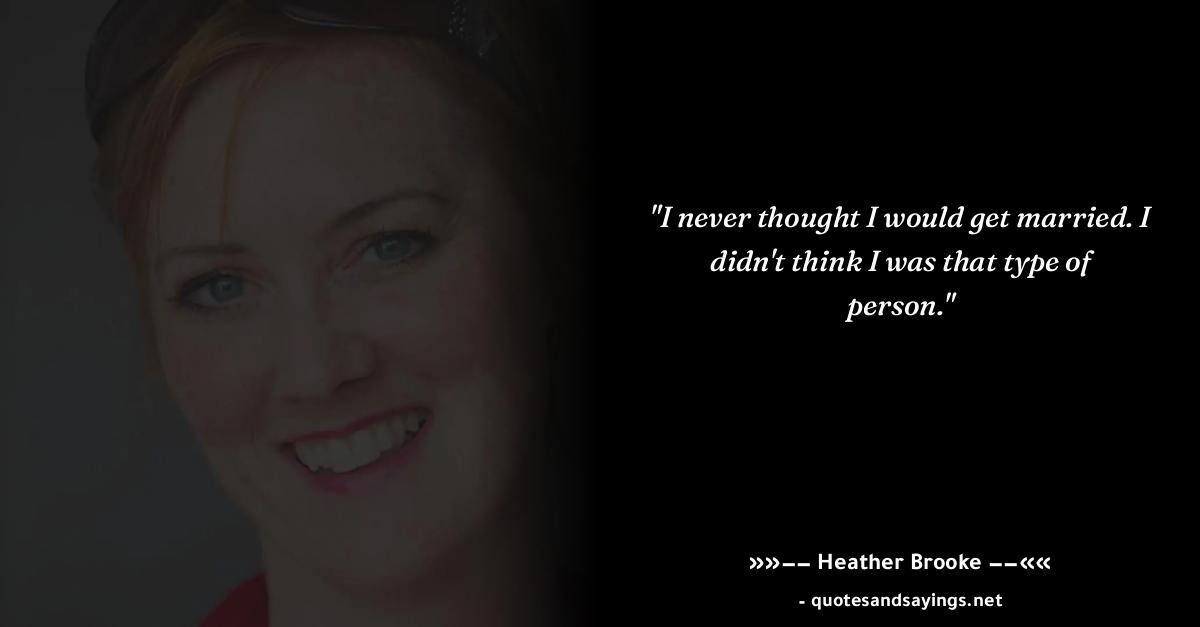 "I never thought I would get married. I
didn't think I was that type of
person."
»»−− Heather Brooke −−««
- quotesandsayings.net